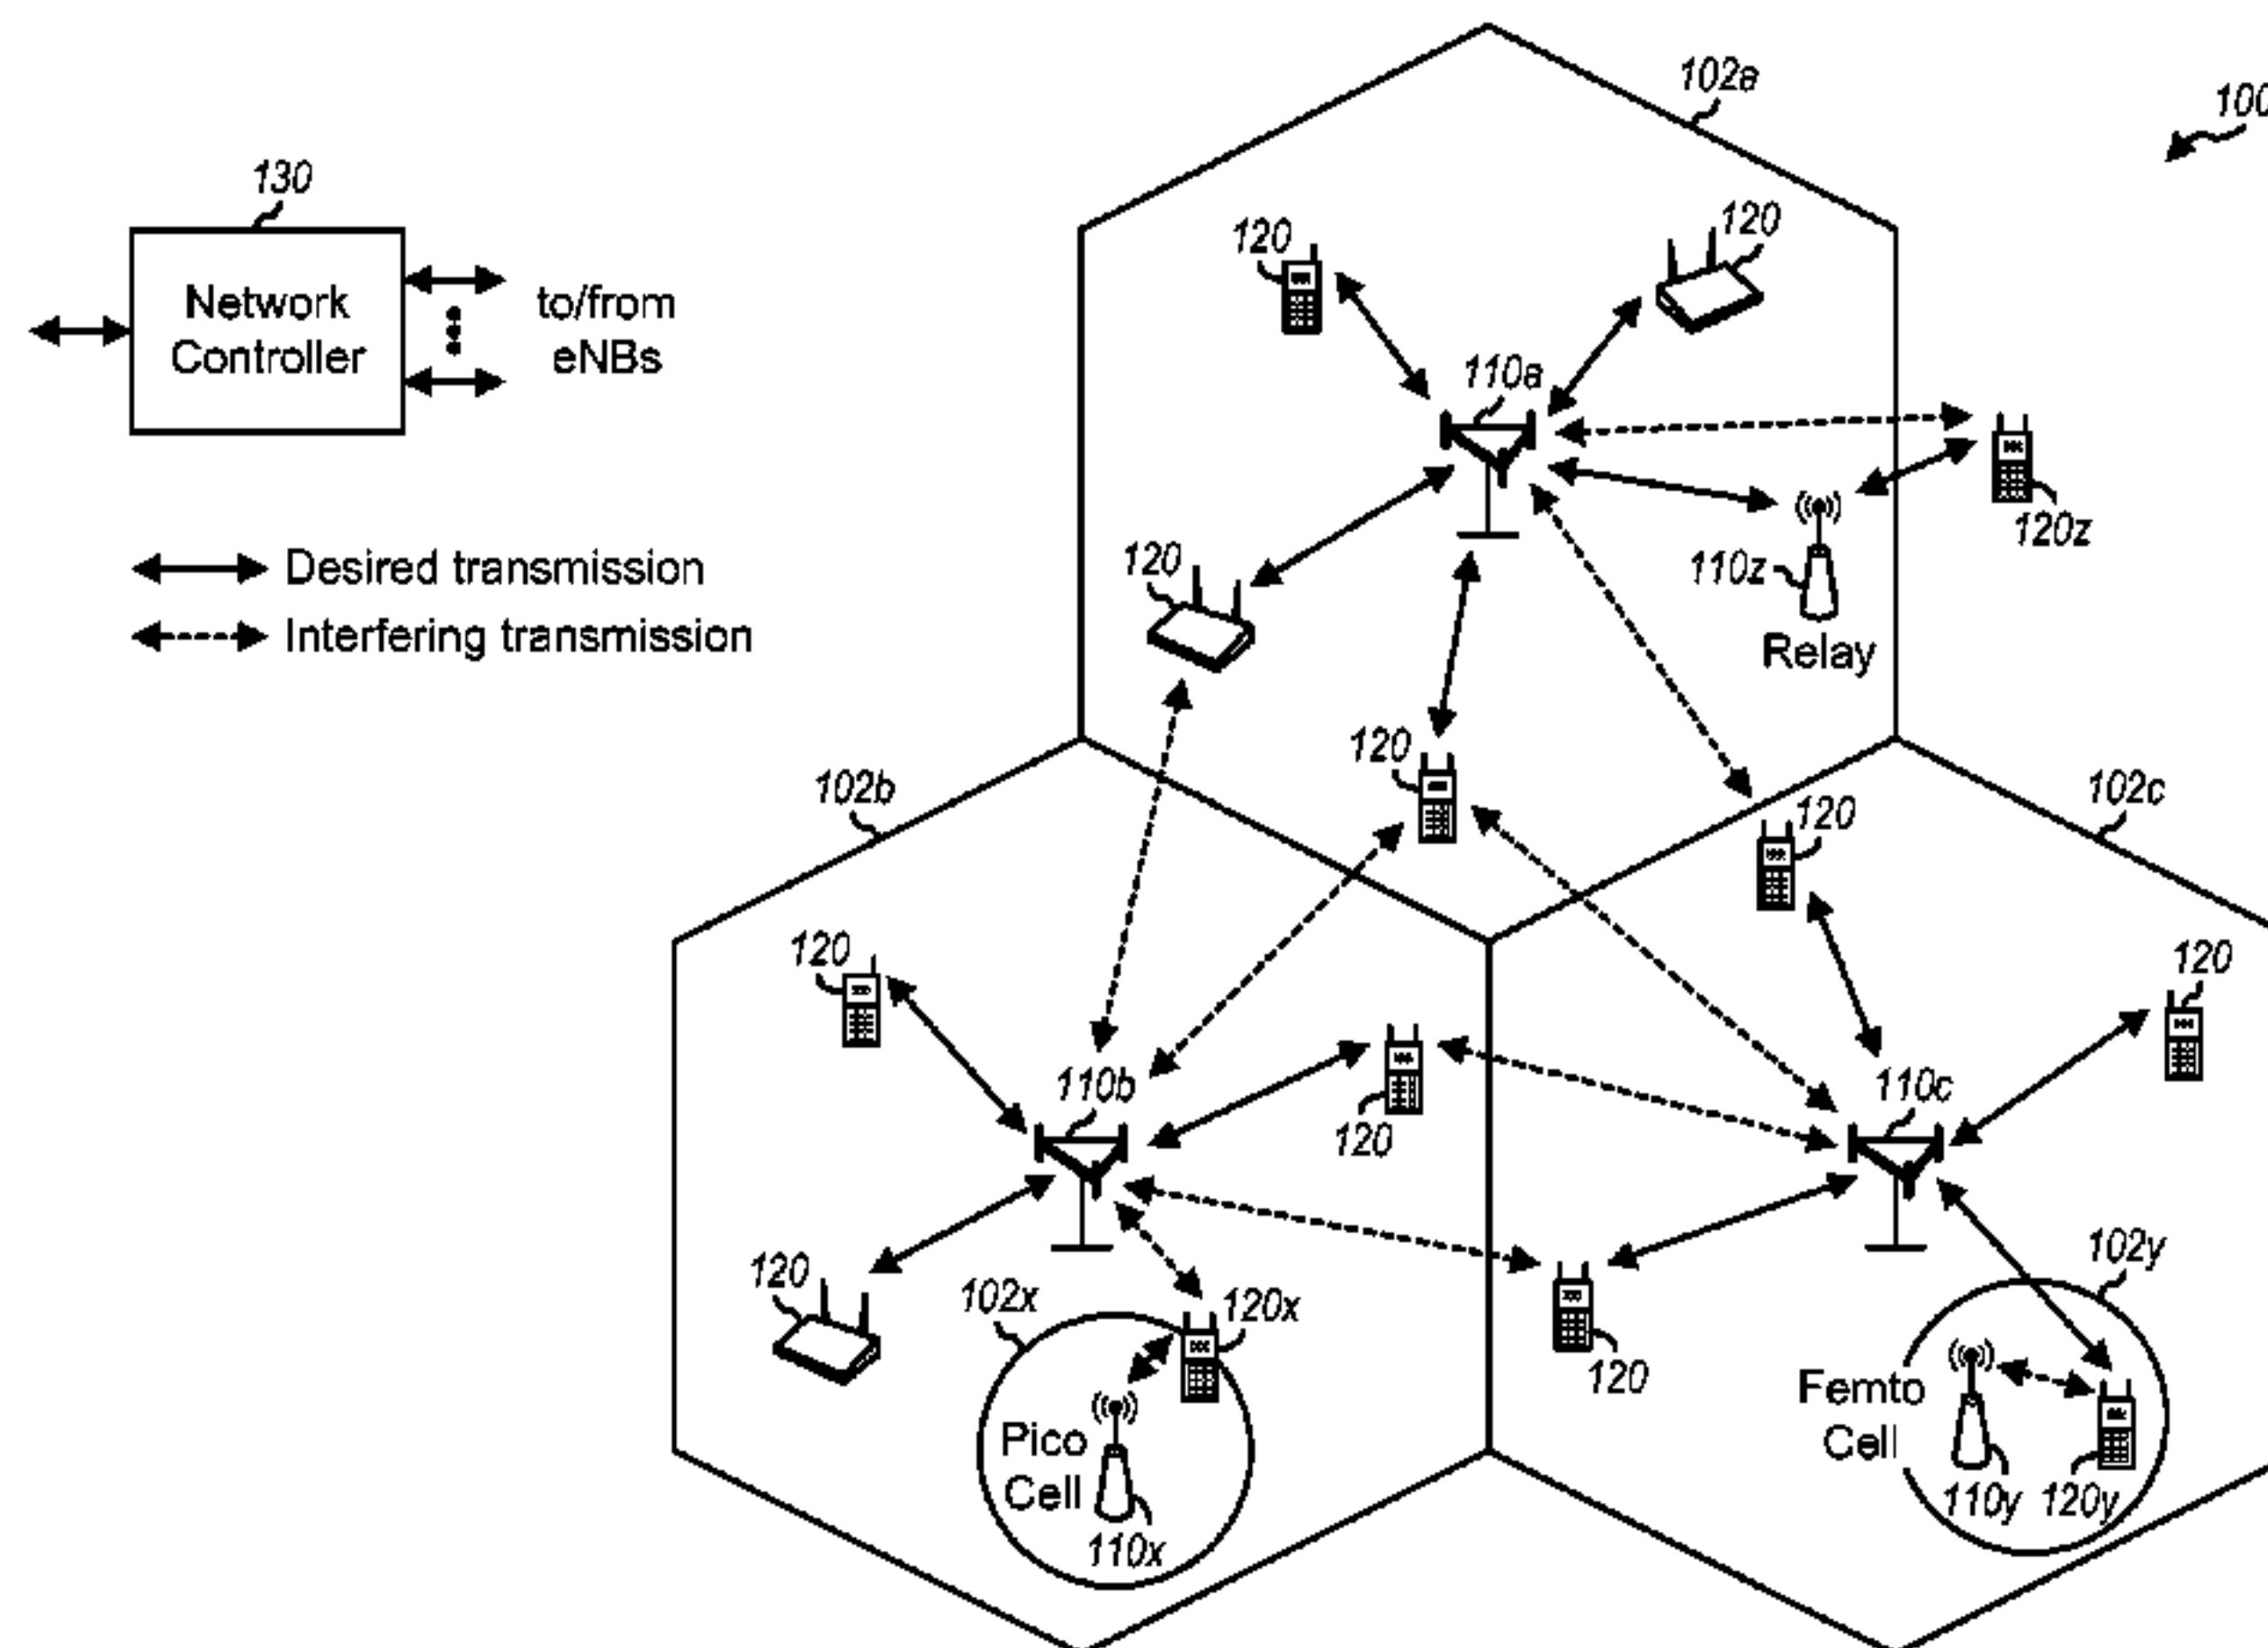 102a
100
130
Network
Controller
to/from
eNBs
120
120
110a
Desired transmission
Interfering transmission
120
120z
110z
Relay
120
102b
102c
120
120
120
110b
120
110c
120
102x
120x
120
102y
Pico
Cell
110x
Femto
Cell
110y
120y